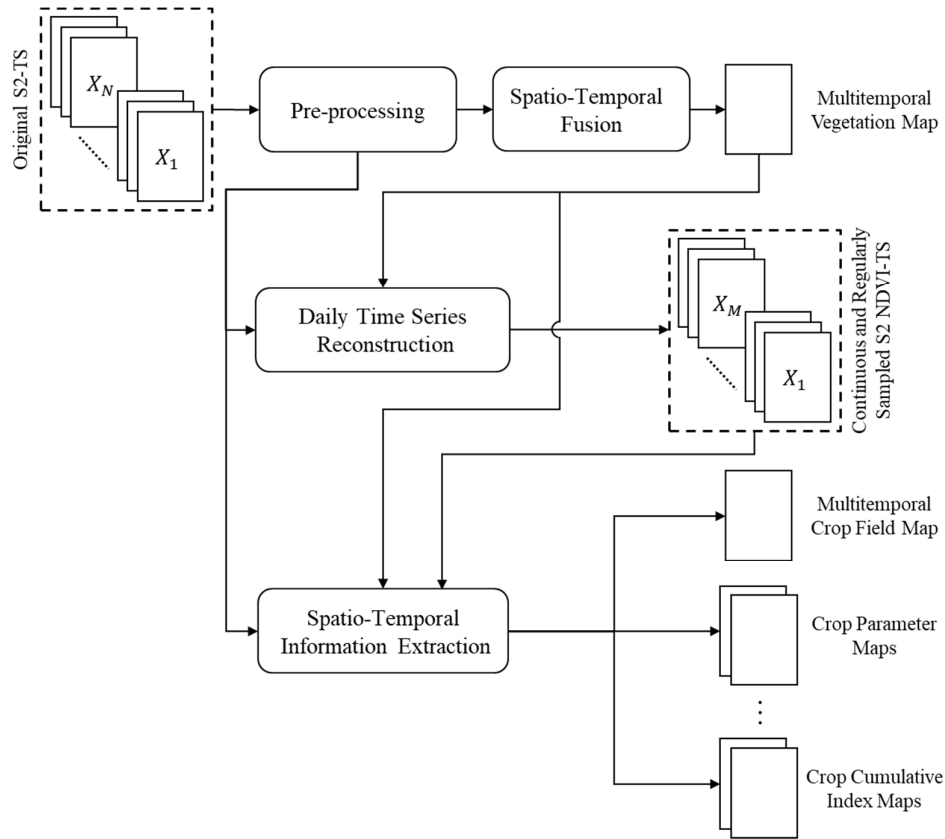 Original S2-TS
X_N
X_1
Pre-processing
Spatio-Temporal
Fusion
Multitemporal
Vegetation Map
Daily Time Series
Reconstruction
X_M
X_1
Continuous and Regularly
Sampled S2 NDVI-TS
Multitemporal
Crop Field Map
Spatio-Temporal
Information Extraction
Crop Parameter
Maps
Crop Cumulative
Index Maps